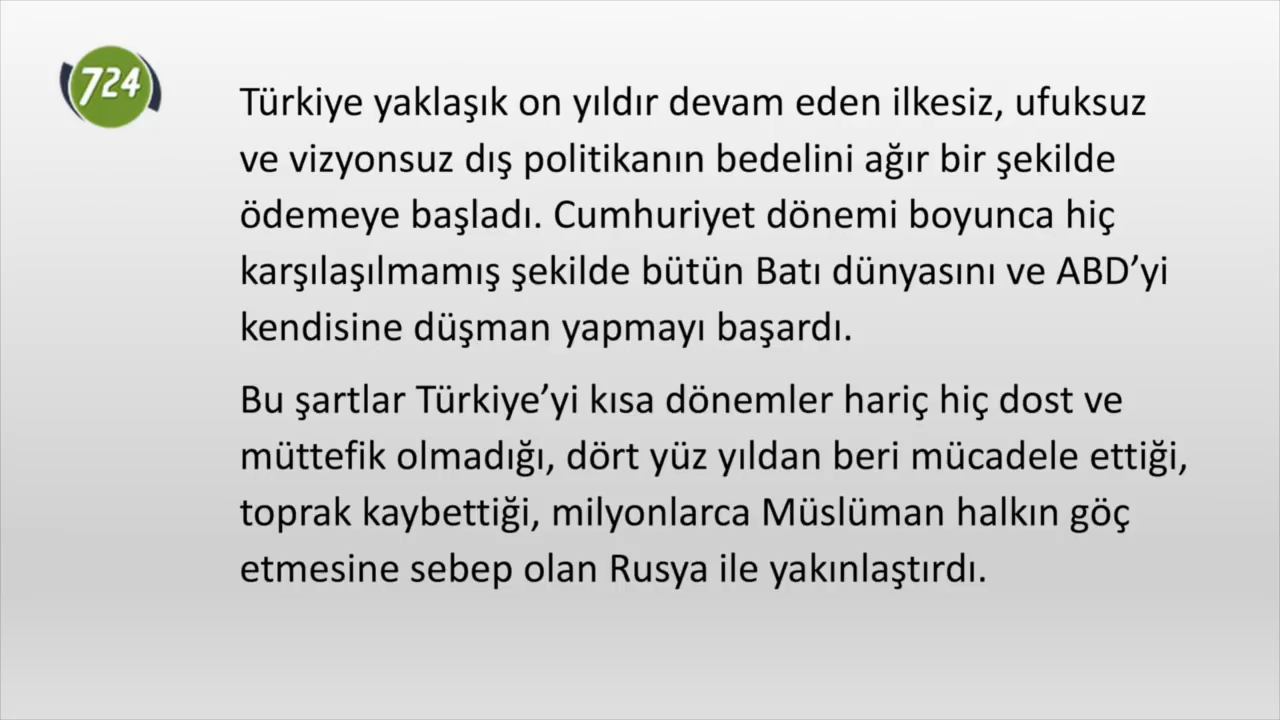 724
Türkiye yaklaşık on yıldır devam eden ilkesiz, ufuksuz
ve vizyonsuz dış politikanın bedelini ağır bir şekilde
ödemeye başladı. Cumhuriyet dönemi boyunca hiç
karşılaşılmamış şekilde bütün Batı dünyasını ve ABD’yi
kendisine düşman yapmayı başardı.
Bu şartlar Türkiye’yi kısa dönemler hariç hiç dost ve
müttefik olmadığı, dört yüz yıldan beri mücadele ettiği,
toprak kaybettiği, milyonlarca Müslüman halkın göç
etmesine sebep olan Rusya ile yakınlaştırdı.